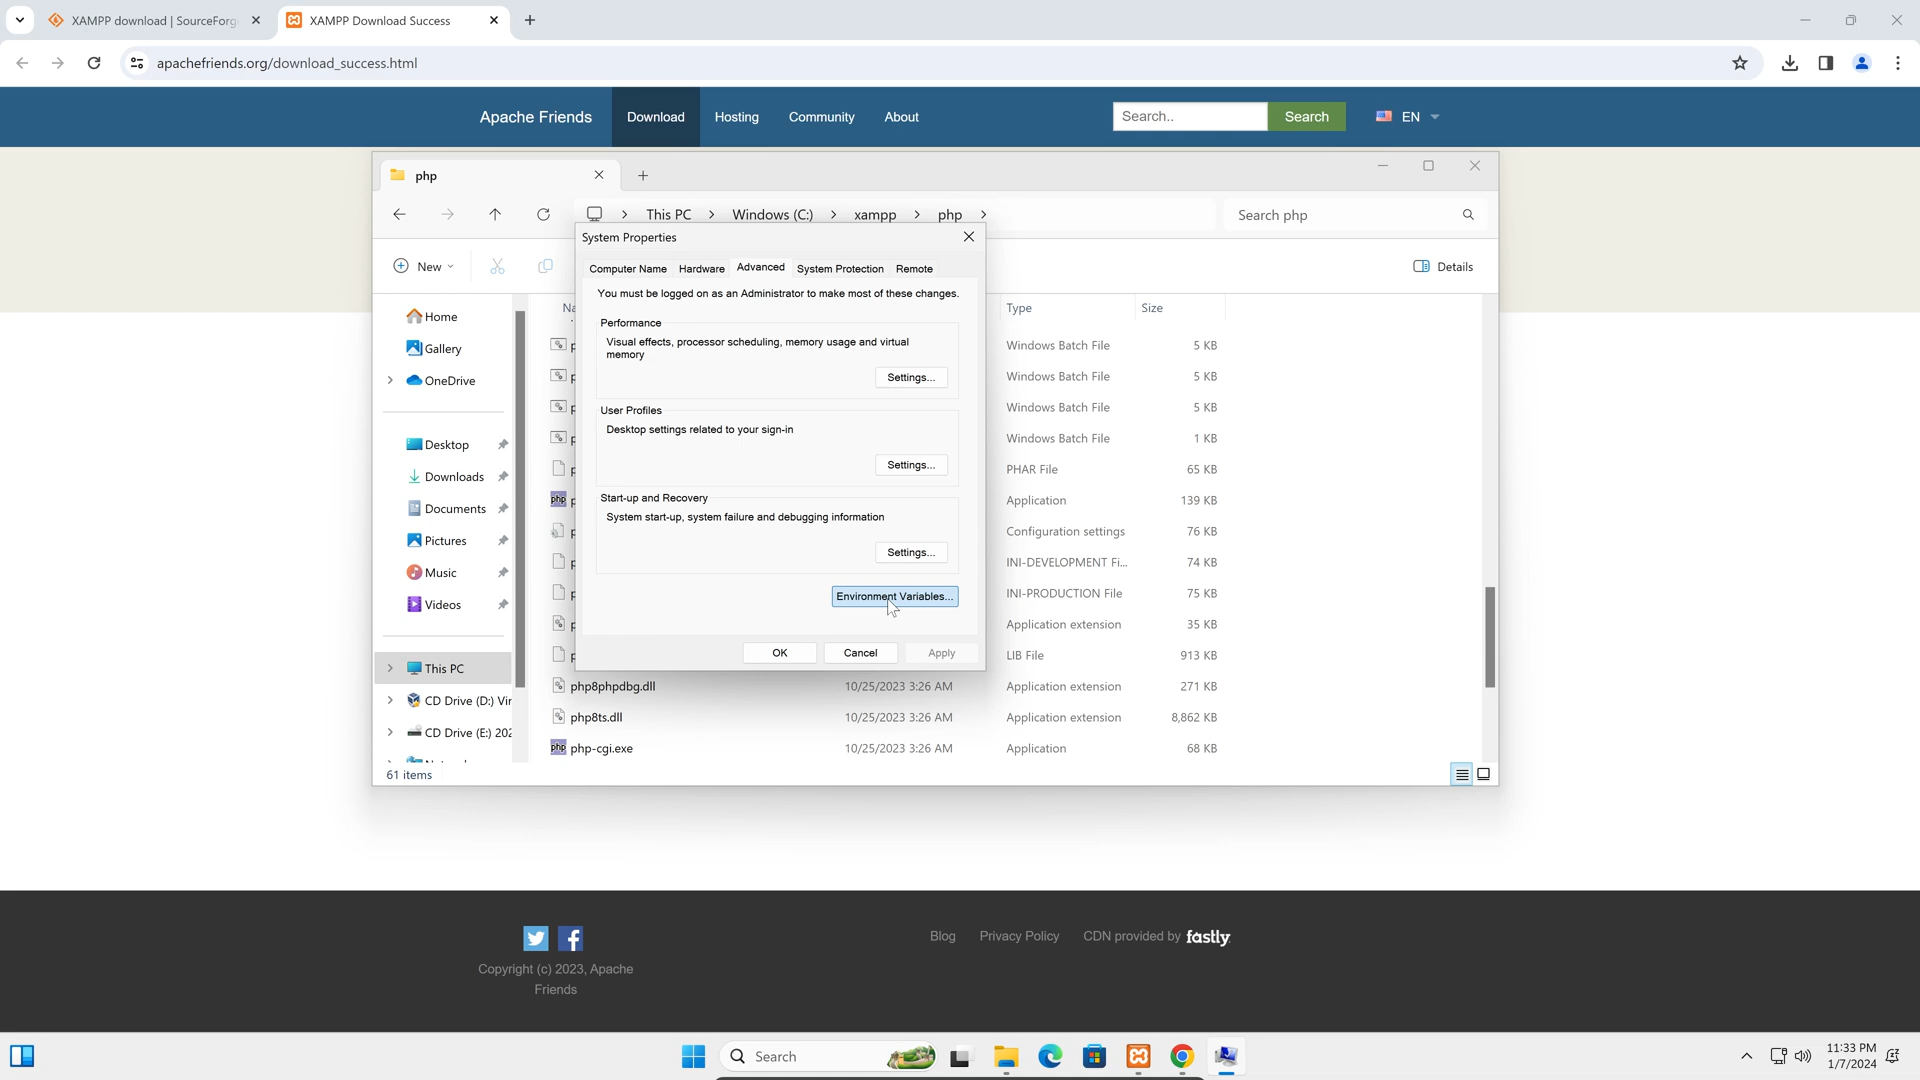 XAMPP download | SourceForg
XAMPP Download Success
apachefriends.org/download_success.html
Apache Friends
Download
Hosting
Community
About
Search..
Search
EN
php
This PC
Windows (C:)
xampp
php
Search php
System Properties
New
Details
Computer Name
Hardware
Advanced
System Protection
Remote
You must be logged on as an Administrator to make most of these changes.
Performance
Visual effects, processor scheduling, memory usage and virtual
memory
Settings...
User Profiles
Desktop settings related to your sign-in
Settings...
Start-up and Recovery
System start-up, system failure and debugging information
Settings...
Environment Variables...
OK
Cancel
Apply
Home
Gallery
OneDrive
Desktop
Downloads
Documents
Pictures
Music
Videos
This PC
CD Drive (D:) Vir
CD Drive (E:) 202
61 items
Na
Type
Size
Windows Batch File 5 KB
Windows Batch File 5 KB
Windows Batch File 5 KB
Windows Batch File 1 KB
PHAR File 65 KB
Application 139 KB
Configuration settings 76 KB
INI-DEVELOPMENT Fi... 74 KB
INI-PRODUCTION File 75 KB
Application extension 35 KB
LIB File 913 KB
php8phpdbg.dll 10/25/2023 3:26 AM Application extension 271 KB
php8ts.dll 10/25/2023 3:26 AM Application extension 8,862 KB
php-cgi.exe 10/25/2023 3:26 AM Application 68 KB
Copyright (c) 2023, Apache
Friends
Blog
Privacy Policy
CDN provided by fastly
Search
11:33 PM
1/7/2024